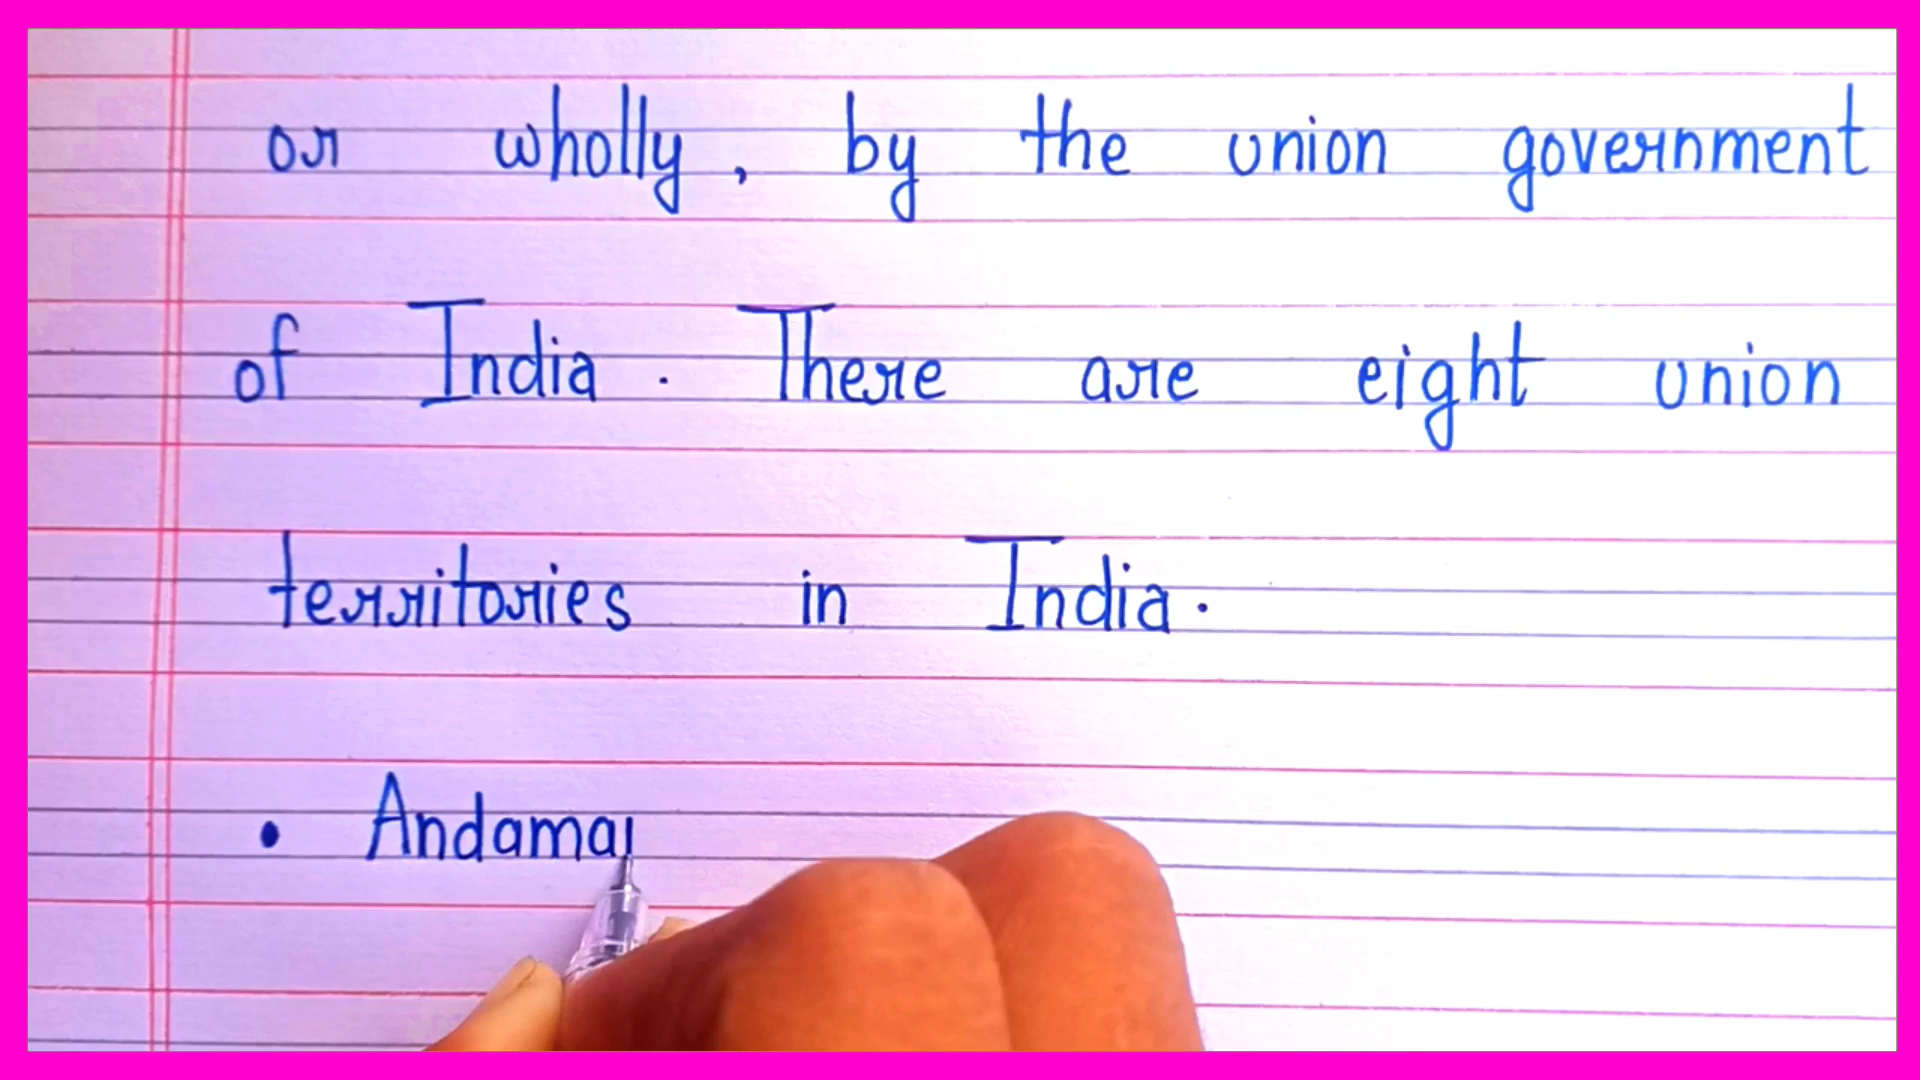 or wholly, by the union government
of India. There are eight union
territories in India.
• Andama